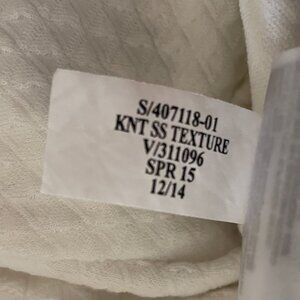 S/407118-01
KNT SS TEXTURE
V/311096
SPR 15
12/14